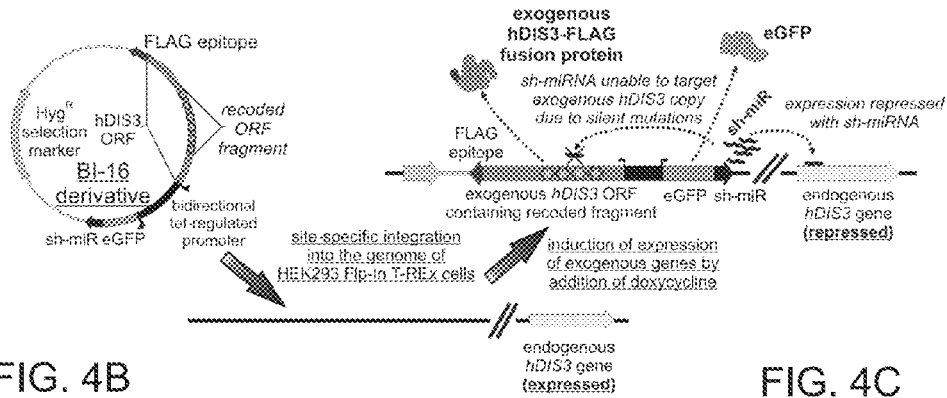 FLAG epitope
Hyg^R
selection
marker
hDIS3
ORF
recoded
ORF
fragment
BI-16
derivative
bidirectional
tet-regulated
promoter
sh-miR eGFP
site-specific integration
into the genome of
HEK293 Flp-In T-REx cells
exogenous
hDIS3-FLAG
fusion protein
eGFP
sh-miRNA unable to target
exogenous hDIS3 copy
due to silent mutations
sh-miR
expression repressed
with sh-miRNA
FLAG
epitope
exogenous hDIS3 ORF
containing recoded fragment
eGFP
sh-miR
endogenous
hDIS3 gene
(repressed)
induction of expression
of exogenous genes by
addition of doxycycline
endogenous
hDIS3 gene
(expressed)
FIG. 4B
FIG. 4C